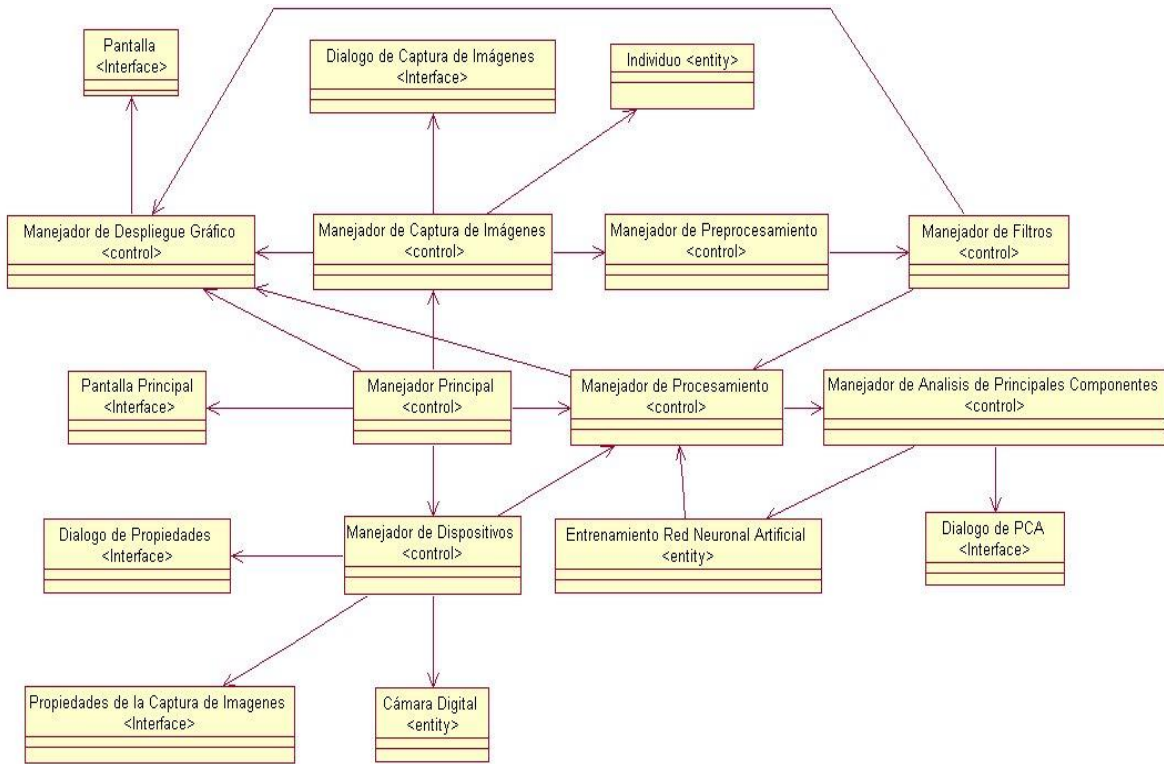 Pantalla
<Interface>
Dialogo de Captura de Imágenes
<Interface>
Individuo <entity>
Manejador de Despliegue Gráfico
<control>
Manejador de Captura de Imágenes
<control>
Manejador de Preprocesamiento
<control>
Manejador de Filtros
<control>
Pantalla Principal
<Interface>
Manejador Principal
<control>
Manejador de Procesamiento
<control>
Manejador de Analisis de Principales Componentes
<control>
Dialogo de Propiedades
<Interface>
Manejador de Dispositivos
<control>
Entrenamiento Red Neuronal Artificial
<entity>
Dialogo de PCA
<Interface>
Propiedades de la Captura de Imagenes
<Interface>
Cámara Digital
<entity>